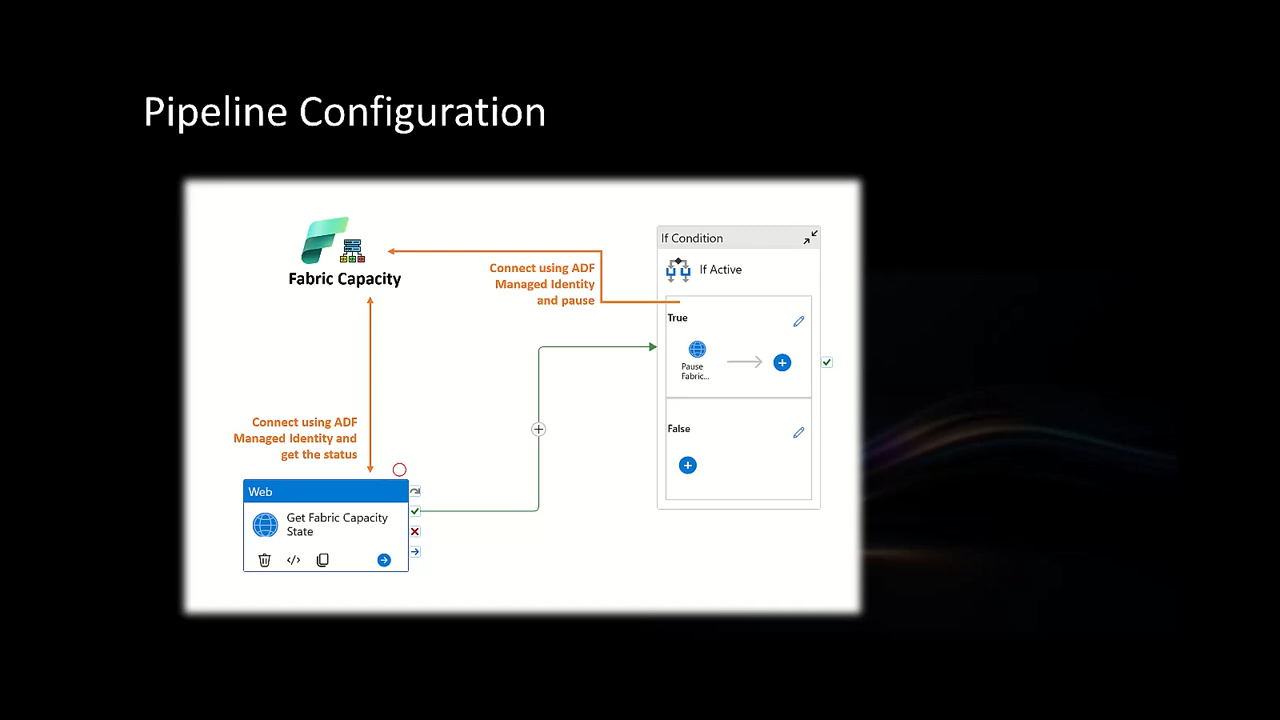 Pipeline Configuration
Fabric Capacity
Connect using ADF
Managed Identity
and pause
If Condition
If Active
True
Pause
Fabric...
False
Connect using ADF
Managed Identity and
get the status
Web
Get Fabric Capacity
State